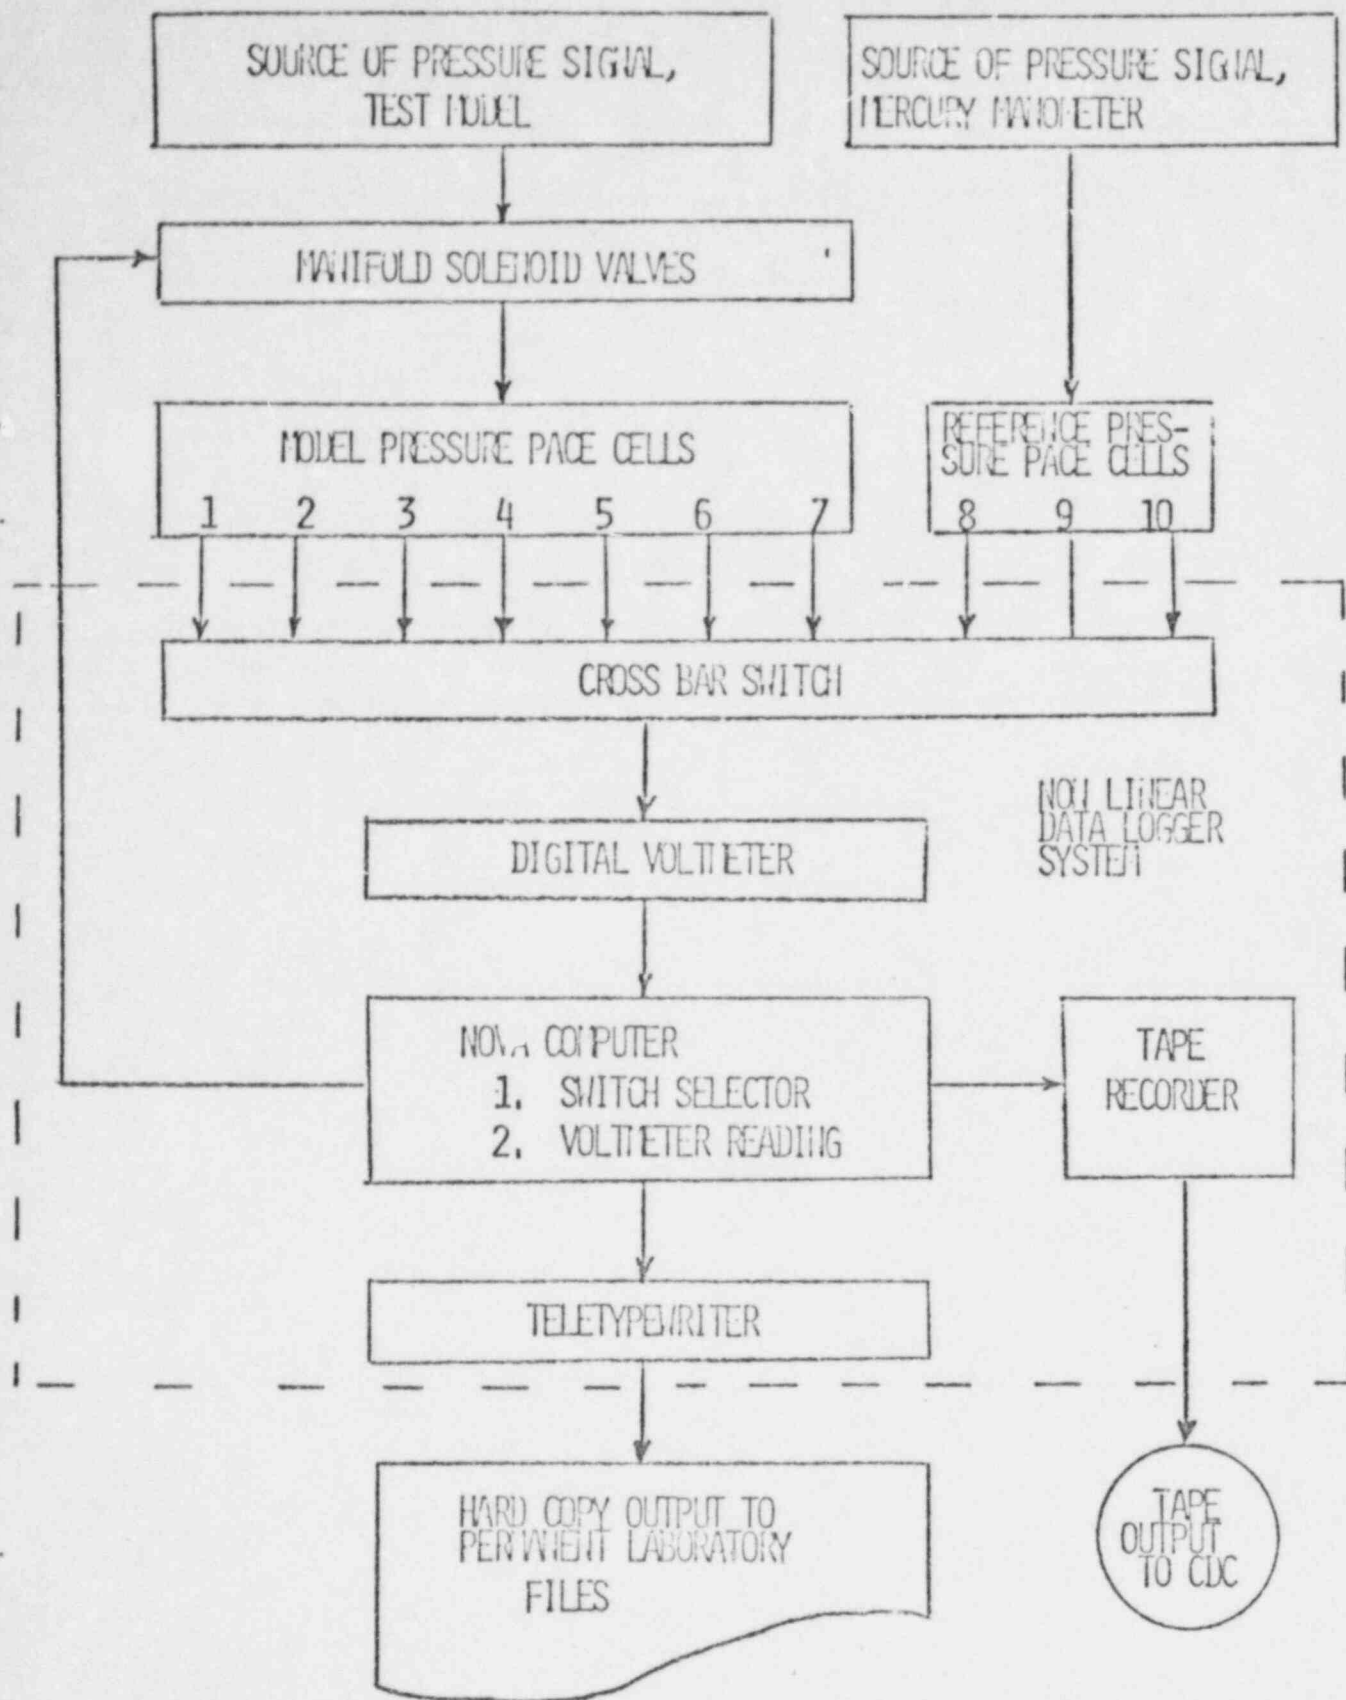 SOURCE OF PRESSURE SIGNAL,
TEST MODEL
SOURCE OF PRESSURE SIGNAL,
MERCURY MANOMETER
MANIFOLD SOLENOID VALVES
MODEL PRESSURE PACE CELLS
1 2 3 4 5 6 7
REFERENCE PRES-
SURE PACE CELLS
8 9 10
CROSS BAR SWITCH
NON LINEAR
DATA LOGGER
SYSTEM
DIGITAL VOLTMETER
NOVA COMPUTER
1. SWITCH SELECTOR
2. VOLTMETER READING
TAPE
RECORDER
TELETYPEWRITER
HARD COPY OUTPUT TO
PERMANENT LABORATORY
FILES
TAPE
OUTPUT
TO CDC